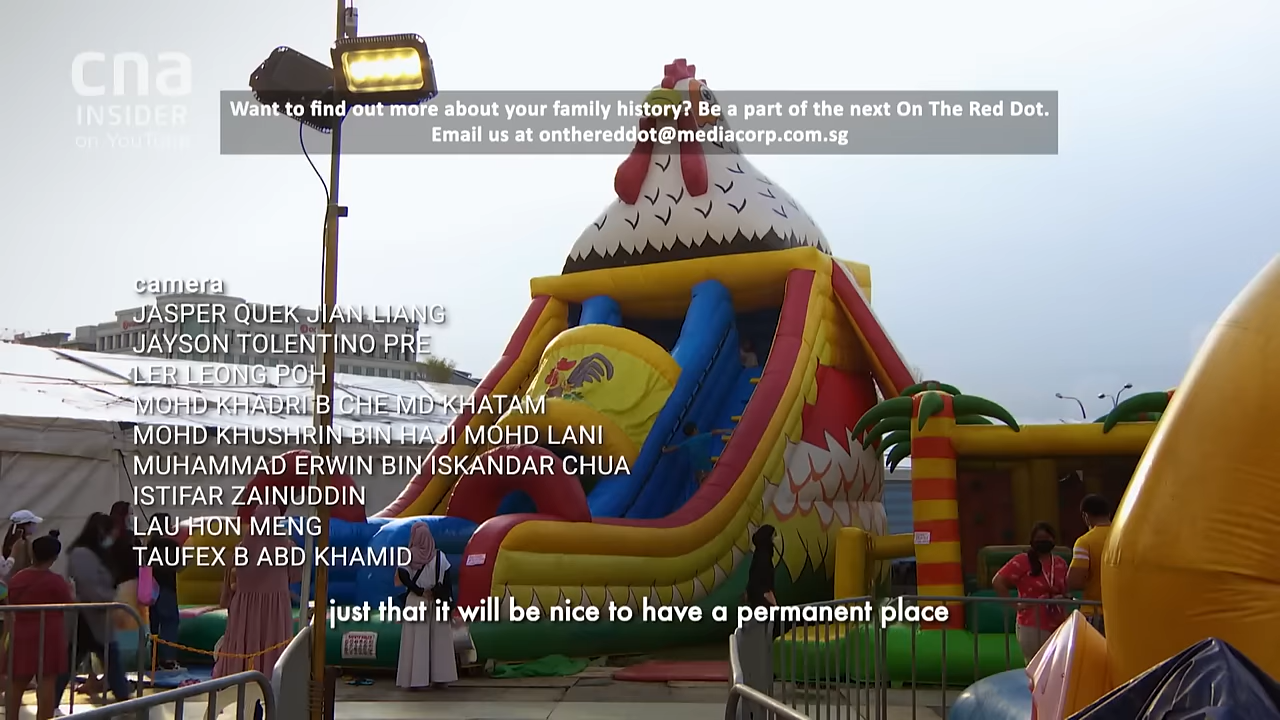 cna
INSIDER
on YouTube
Want to find out more about your family history? Be a part of the next On The Red Dot.
Email us at onthereddot@mediacorp.com.sg
camera
JASPER QUEK JIAN LIANG
JAYSON TOLENTINO PRE
LER LEONG POH
MOHD KHADRI B CHE MD KHATAM
MOHD KHUSHRIN BIN HAJI MOHD LANI
MUHAMMAD ERWIN BIN ISKANDAR CHUA
ISTIFAR ZAINUDDIN
LAU HON MENG
TAUFEX B ABD KHAMID
just that it will be nice to have a permanent place